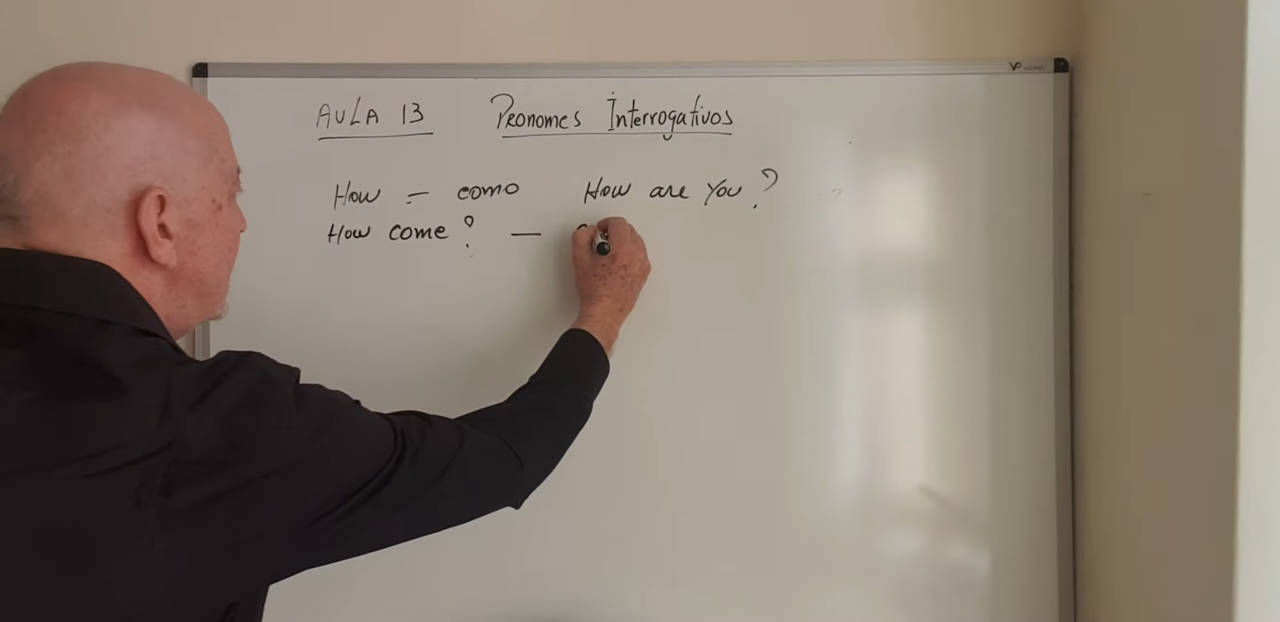 AULA 13 Pronomes Interrogativos
How = como How are You?
How come? —